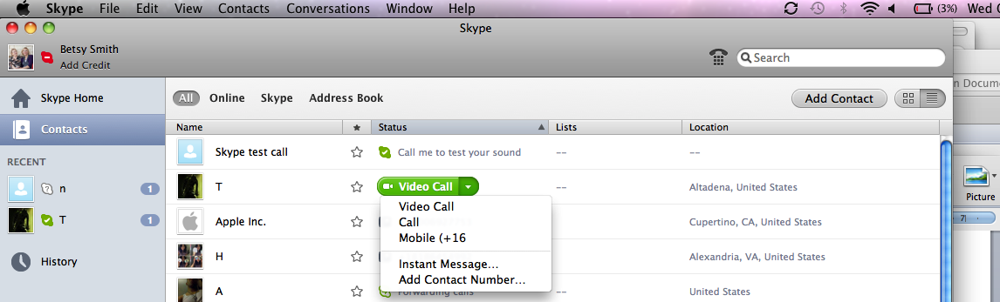 Skype File Edit View Contacts Conversations Window Help (3%) Wed
Skype
Betsy Smith
Add Credit
Search
n Docum
Skype Home
All Online Skype Address Book
Add Contact
Contacts
Name Status Lists Location
RECENT
Skype test call Call me to test your sound -- --
n 1
T Video Call -- Altadena, United States
Picture
T 1
Video Call
Apple Inc. Cupertino, CA, United States
Call
Mobile (+16
7
History
H Alexandria, VA, United States
Instant Message...
Add Contact Number...
A Forwarding calls United States